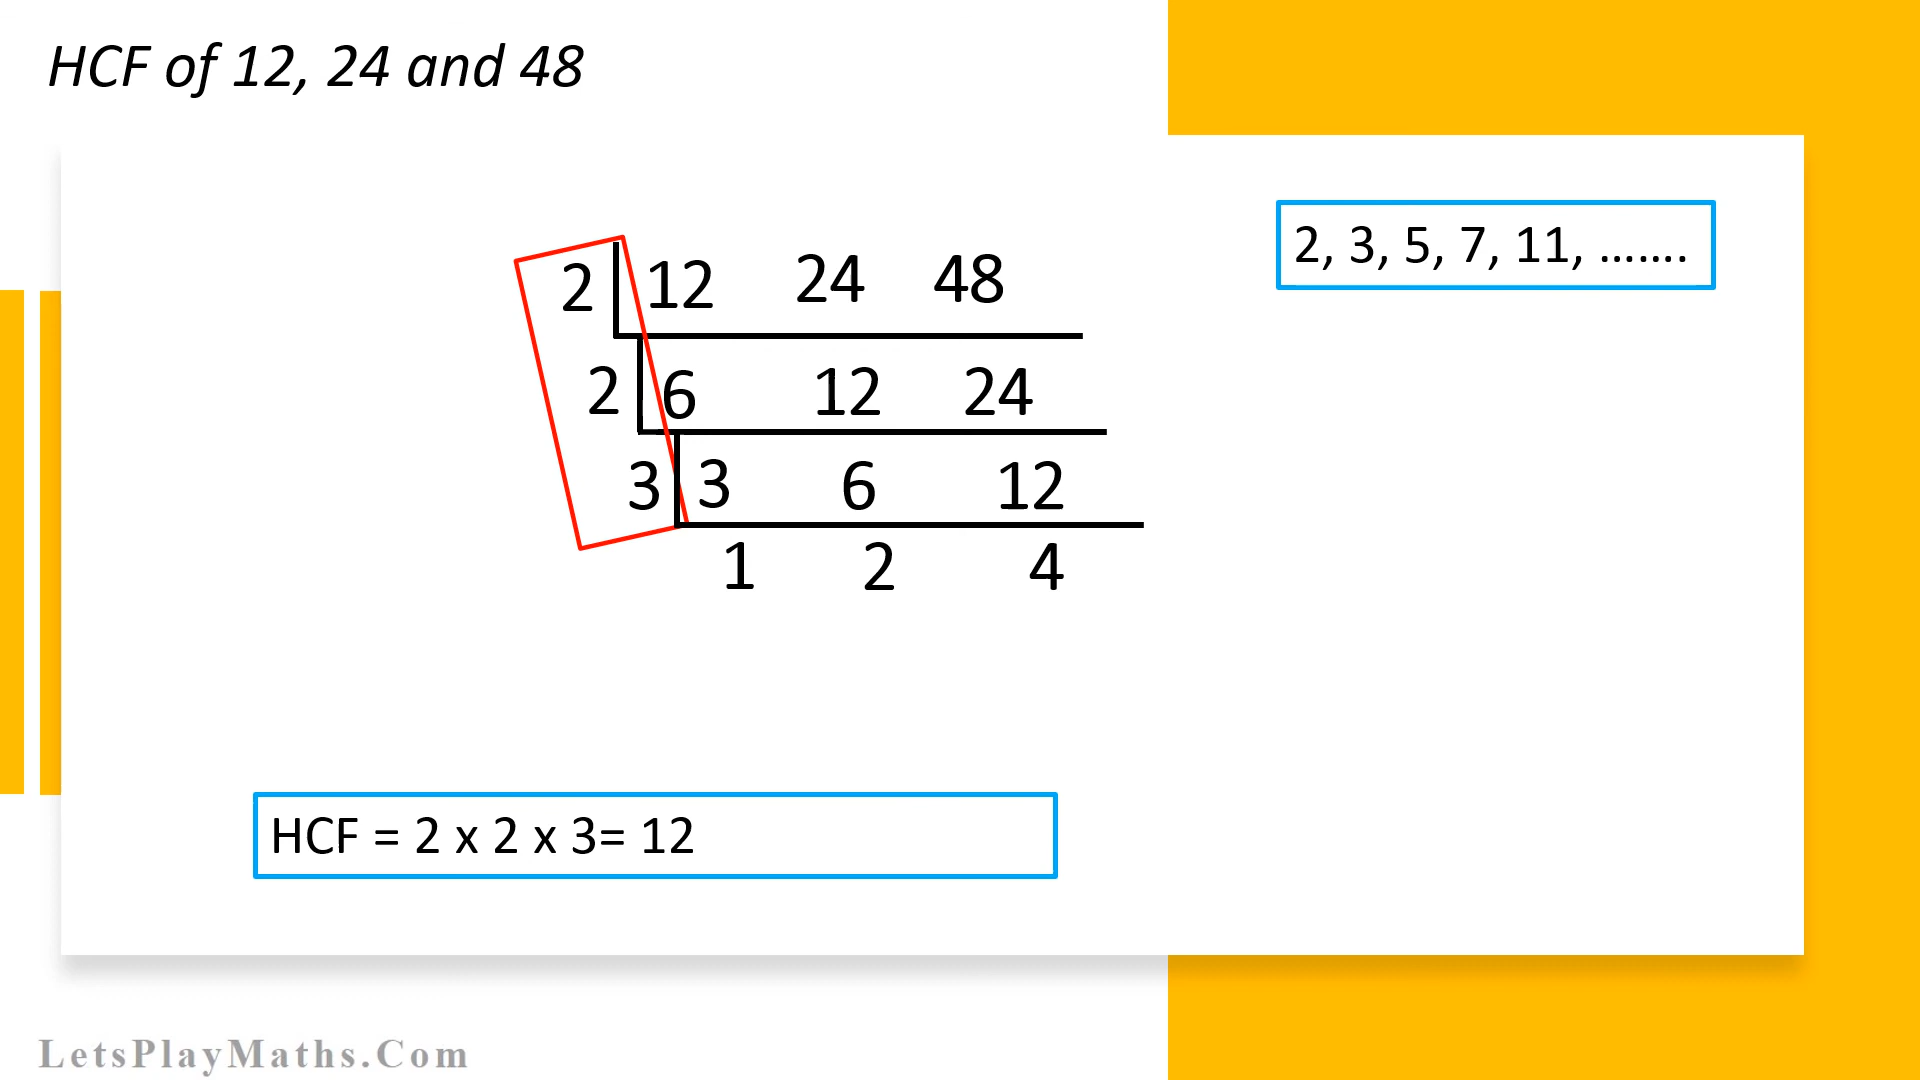 HCF of 12, 24 and 48
2, 3, 5, 7, 11, .......
2 12 24 48
2 6 12 24
3 3 6 12
1 2 4
HCF = 2 x 2 x 3= 12
LetsPlayMaths.Com